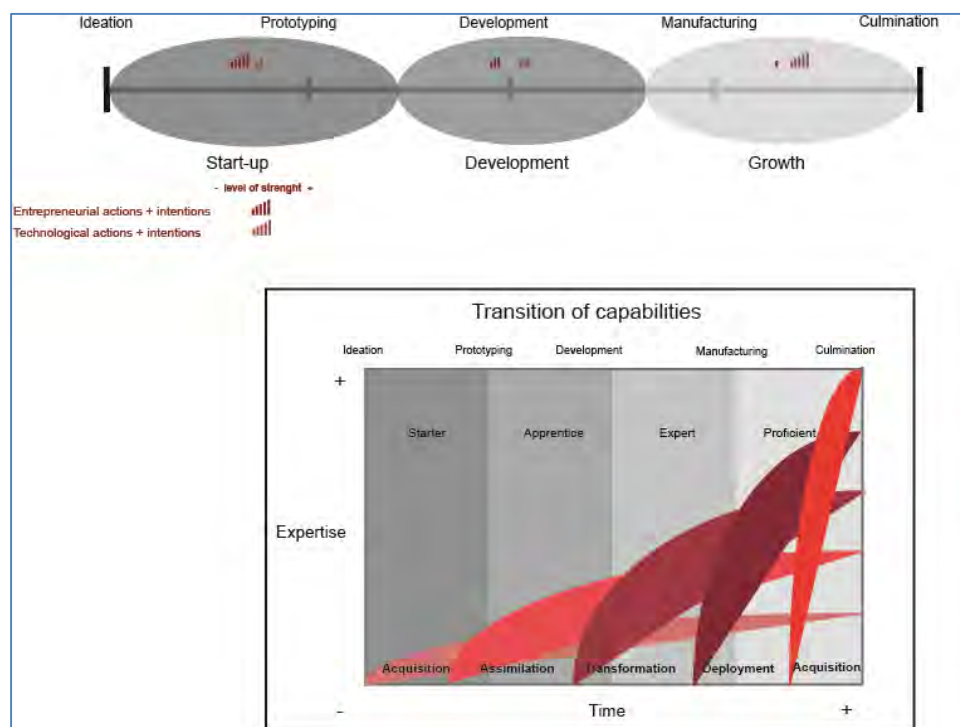 Ideation Prototyping Development Manufacturing Culmination
Start-up Development Growth
- level of strenght +
Entrepreneurial actions + intentions
Technological actions + intentions
Transition of capabilities
Ideation Prototyping Development Manufacturing Culmination
+
Starter Apprentice Expert Proficient
Expertise
Acquisition Assimilation Transformation Deployment Acquisition
- Time +